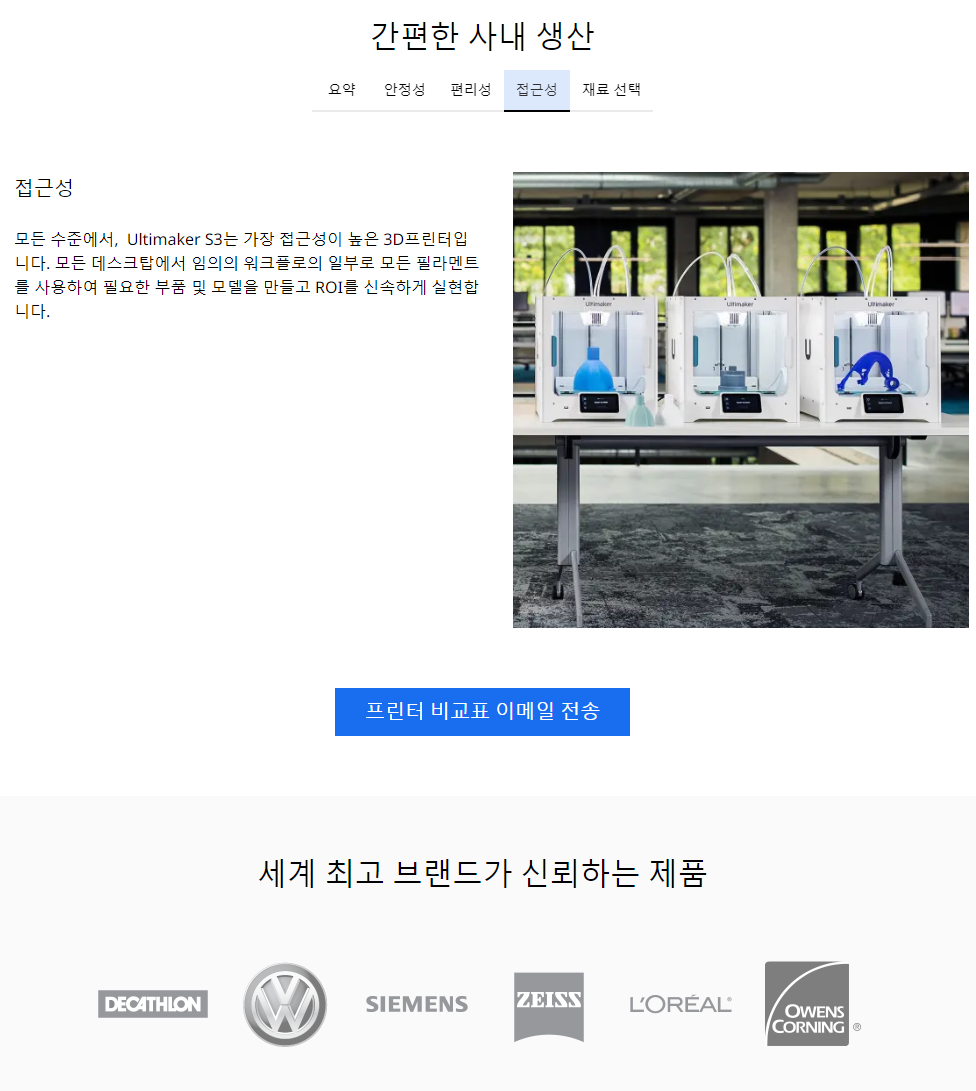 간편한 사내 생산
요약 안정성 편리성 접근성 재료 선택
접근성
모든 수준에서, Ultimaker S3는 가장 접근성이 높은 3D프린터입
니다. 모든 데스크탑에서 임의의 워크플로의 일부로 모든 필라멘트
를 사용하여 필요한 부품 및 모델을 만들고 ROI를 신속하게 실현합
니다.
Ultimaker Ultimaker Ultimaker
프린터 비교표 이메일 전송
세계 최고 브랜드가 신뢰하는 제품
DECATHLON VW SIEMENS ZEISS L'ORÉAL® OWENS
CORNING ®